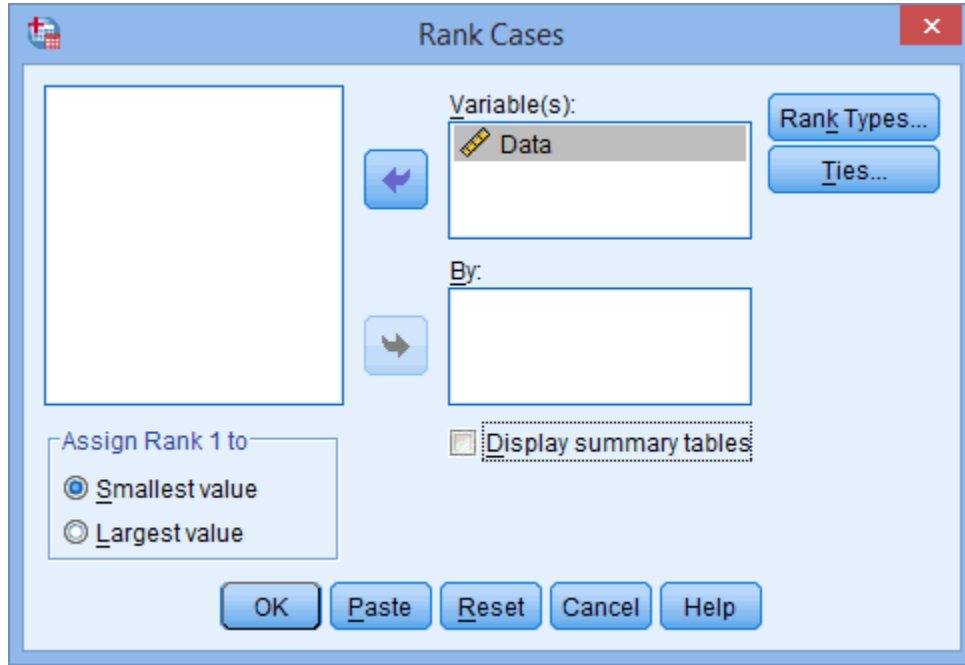 Rank Cases
Variable(s):
Data
Rank Types...
Ties...
By:
Display summary tables
Assign Rank 1 to
Smallest value
Largest value
OK Paste Reset Cancel Help